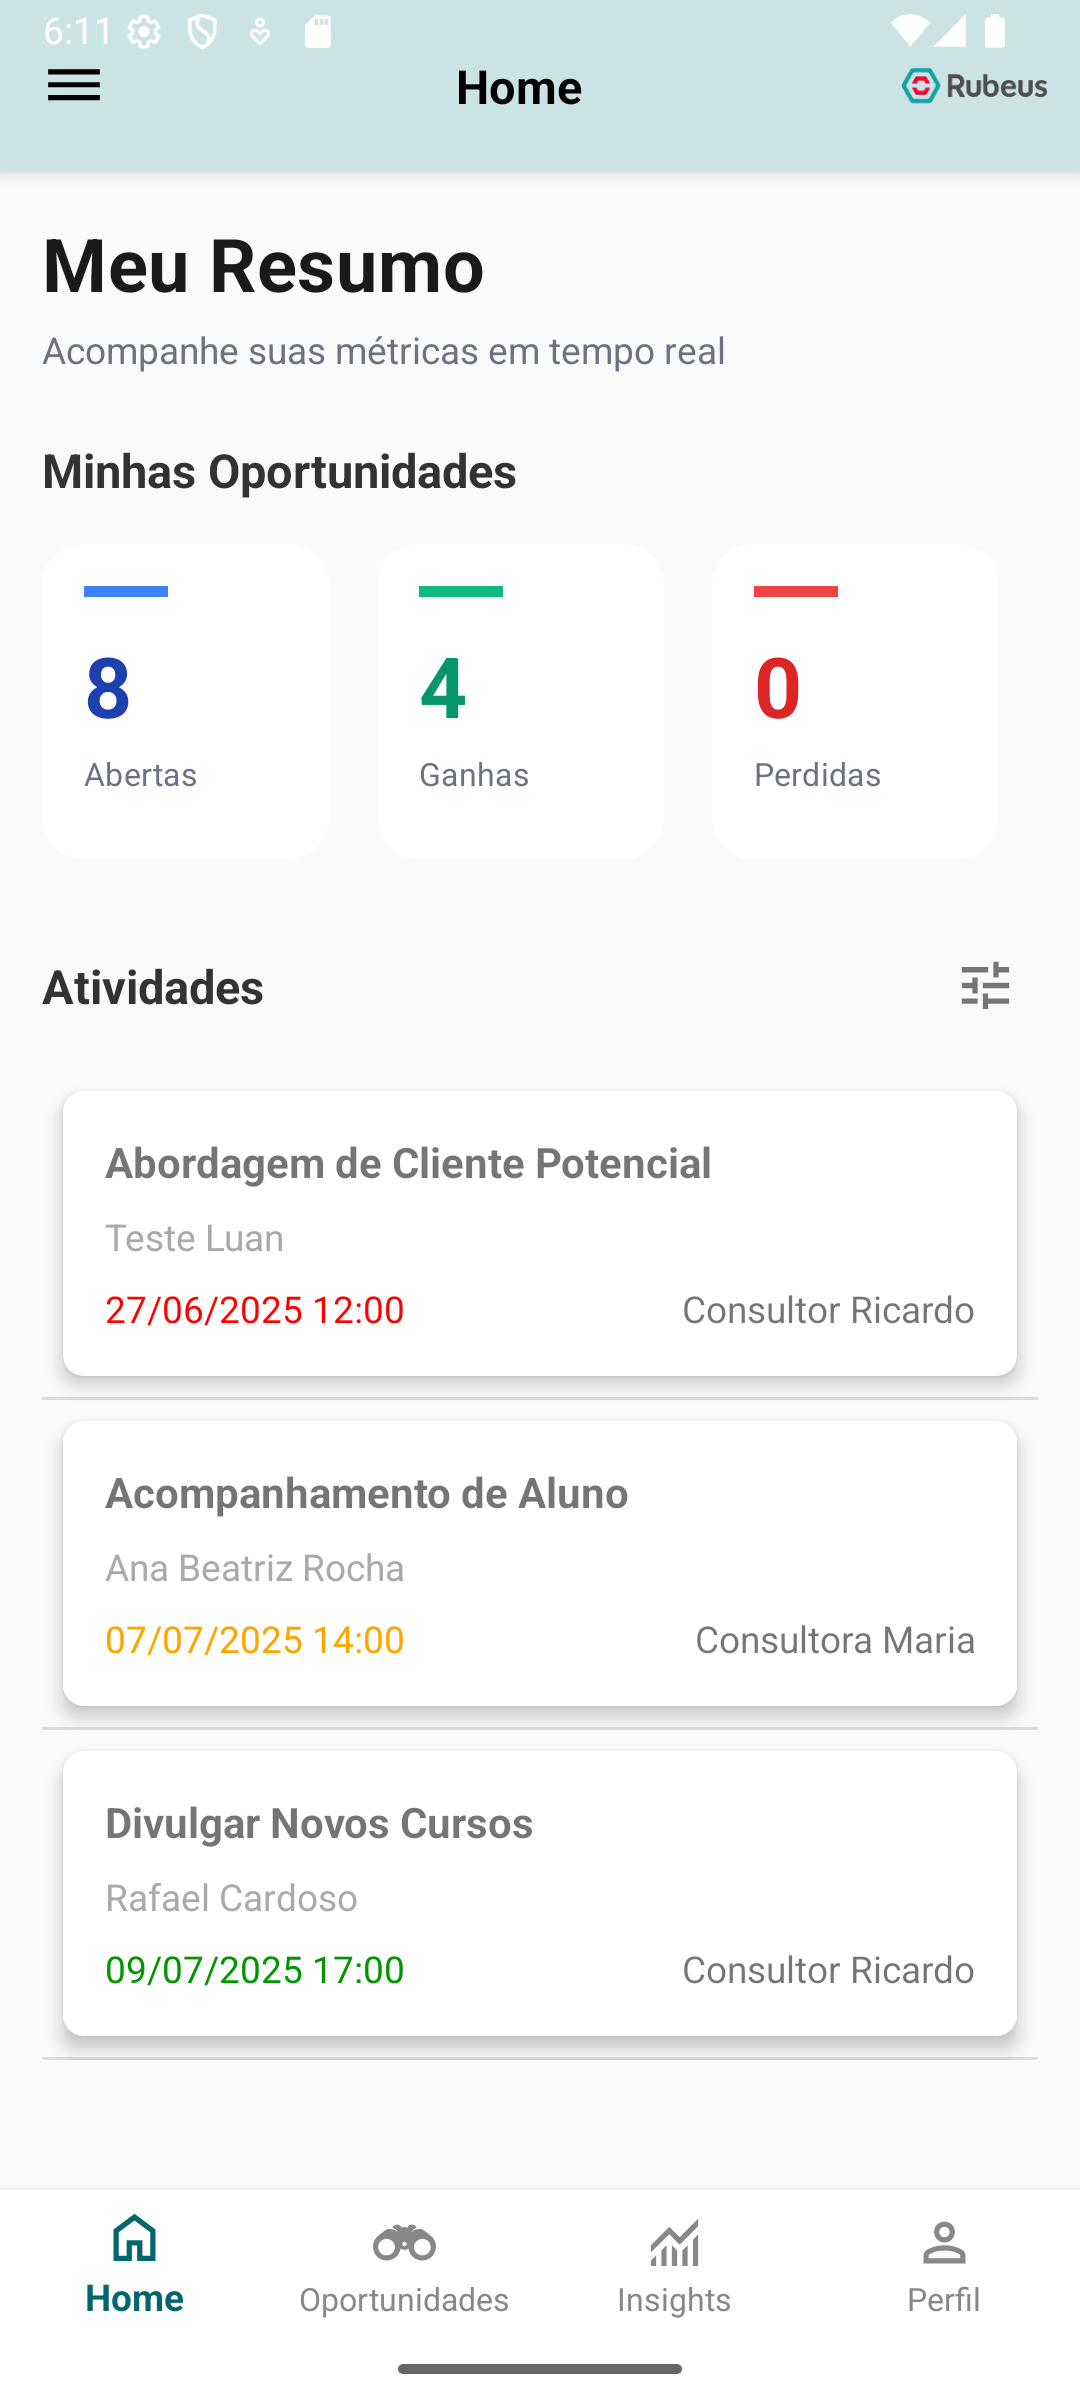 6:11
Home
Rubeus
Meu Resumo
Acompanhe suas métricas em tempo real
Minhas Oportunidades
8
Abertas
4
Ganhas
0
Perdidas
Atividades
Abordagem de Cliente Potencial
Teste Luan
27/06/2025 12:00
Consultor Ricardo
Acompanhamento de Aluno
Ana Beatriz Rocha
07/07/2025 14:00
Consultora Maria
Divulgar Novos Cursos
Rafael Cardoso
09/07/2025 17:00
Consultor Ricardo
Home
Oportunidades
Insights
Perfil